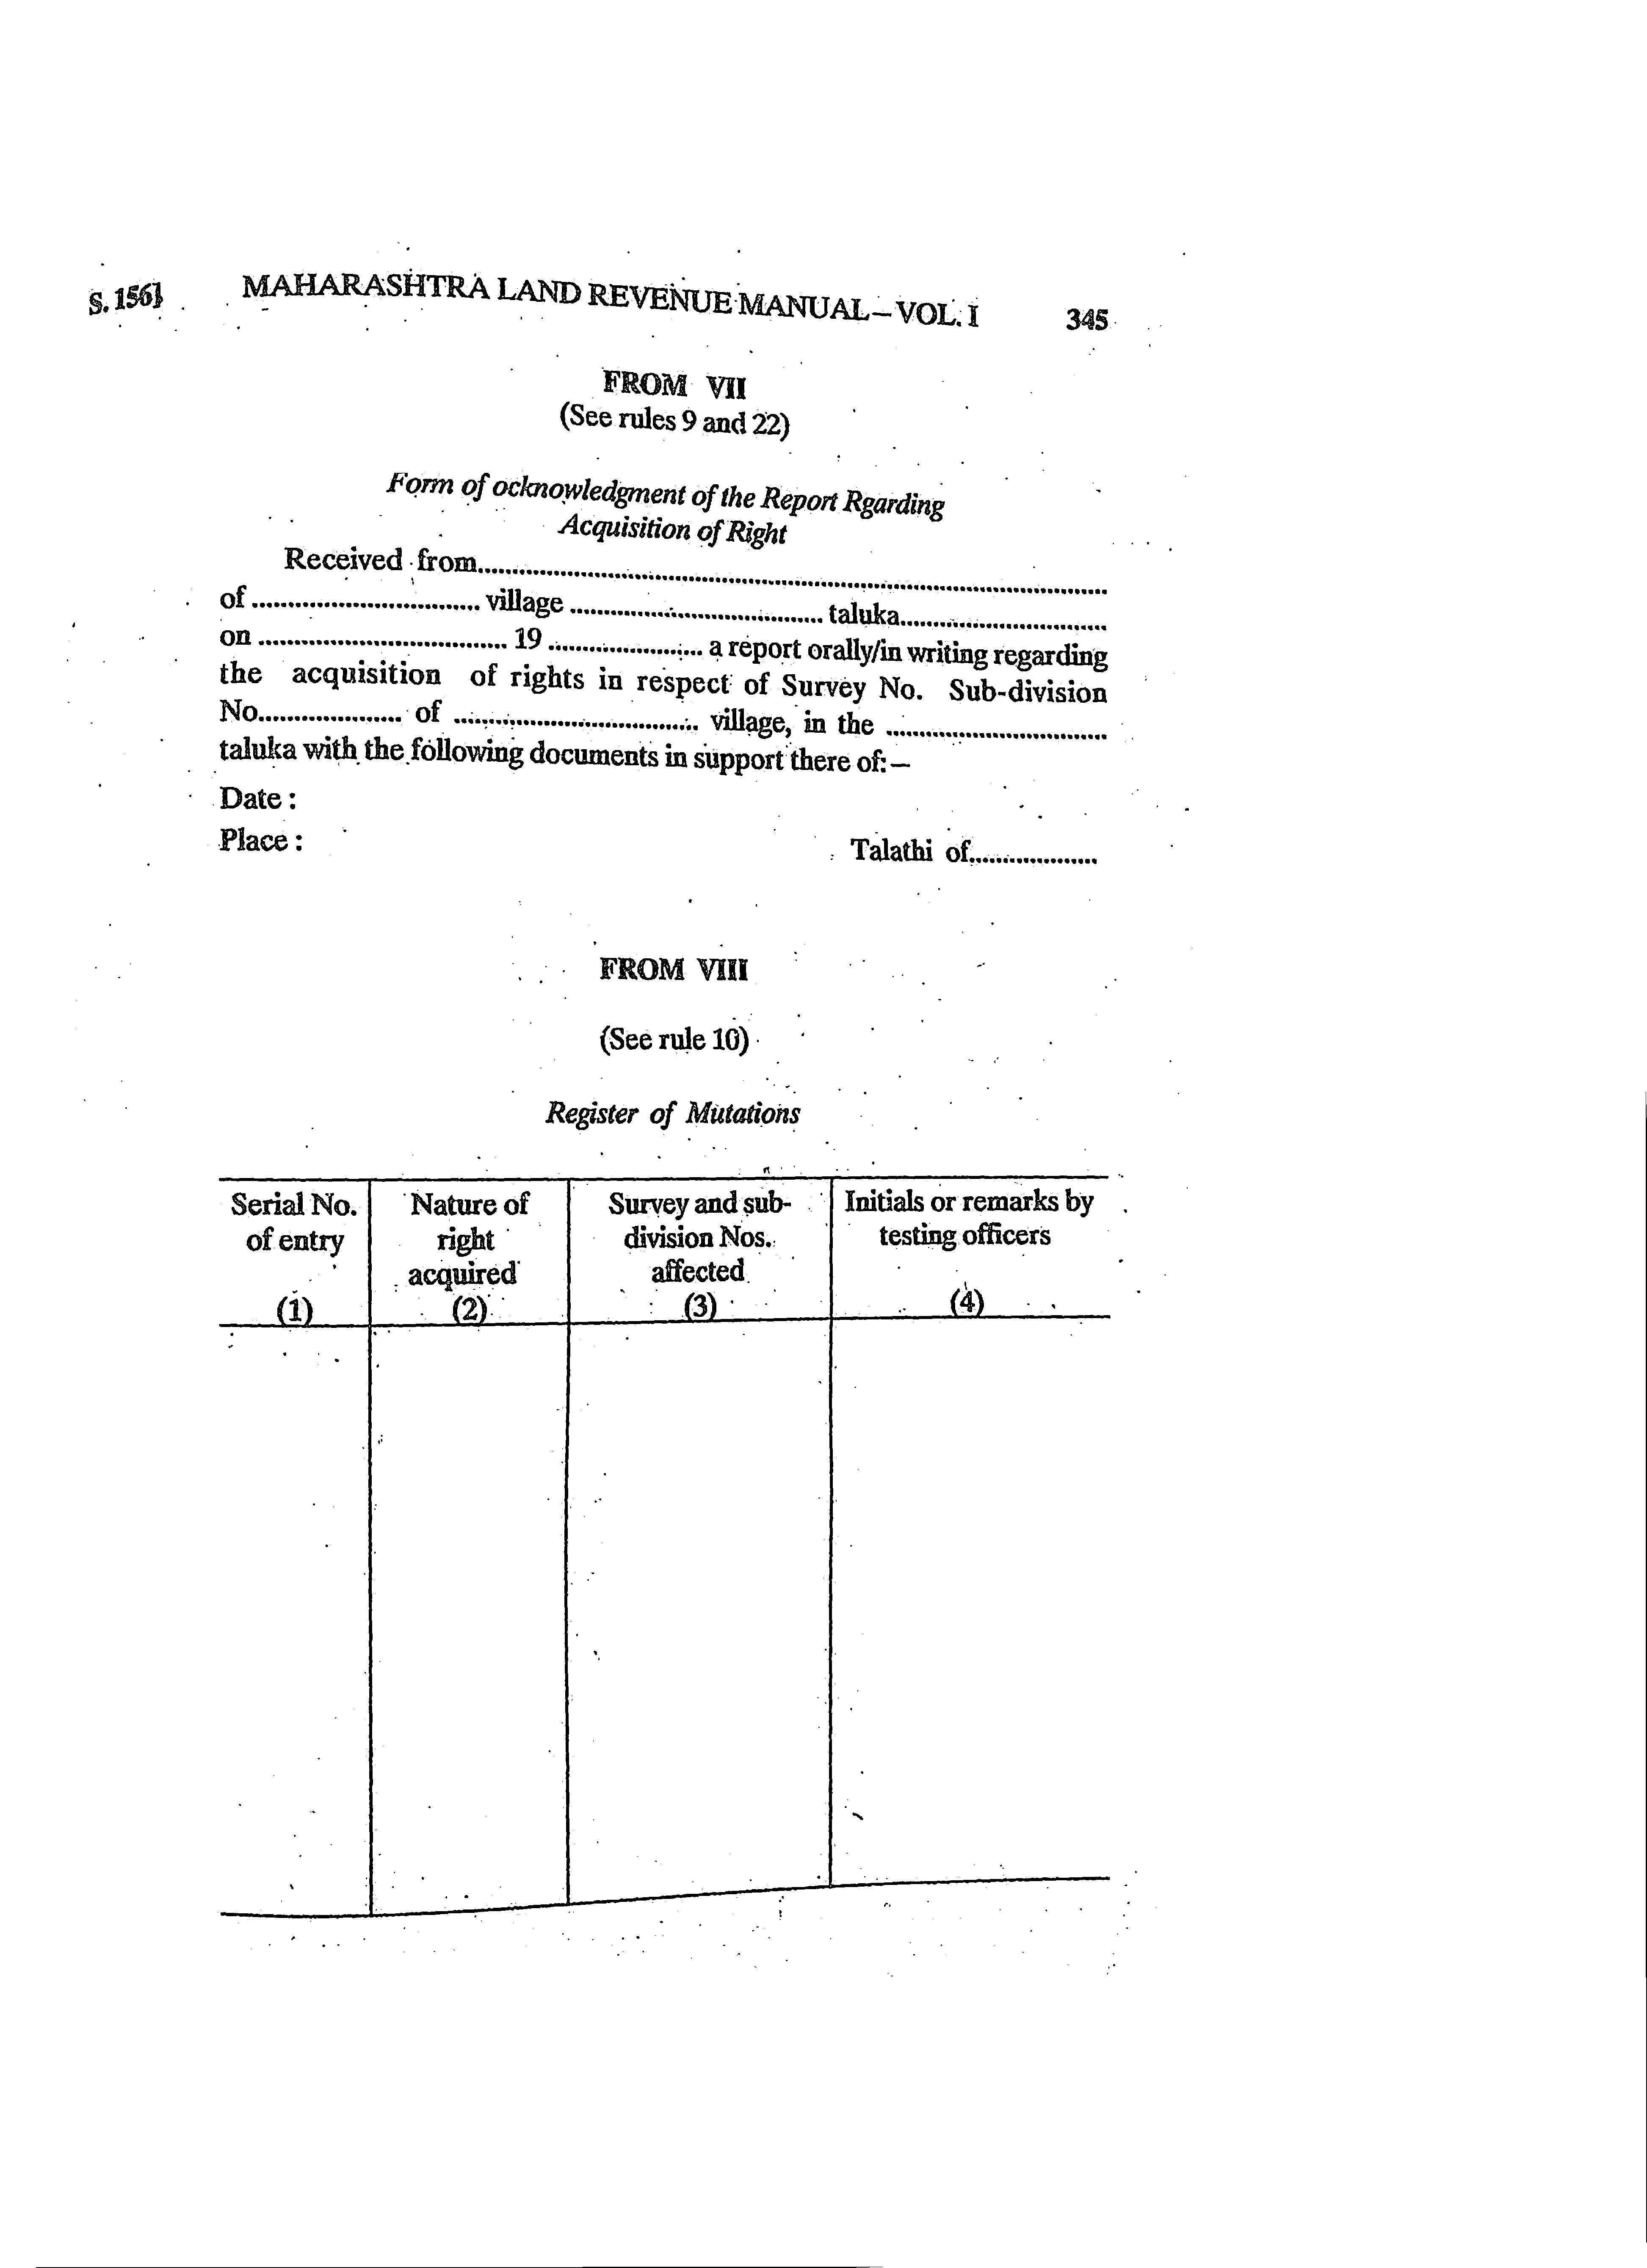 S. 156] MAHARASHTRA LAND REVENUE MANUAL – VOL. I 345
FROM VII
(See rules 9 and 22)
Form of ocknowledgment of the Report Rgarding
Acquisition of Right
Received from..............................................................................
of ................................ village ................................... taluka............................
on .................................. 19 ..................... a report orally/in writing regarding
the acquisition of rights in respect of Survey No. Sub-division
No.................... of .................................. village, in the ..............................
taluka with the following documents in support there of: –
Date :
Place :
Talathi of..................
FROM VIII
(See rule 10)
Register of Mutations
Serial No. Nature of Survey and sub- Initials or remarks by
of entry right division Nos. testing officers
acquired affected
(1) (2) (3) (4)